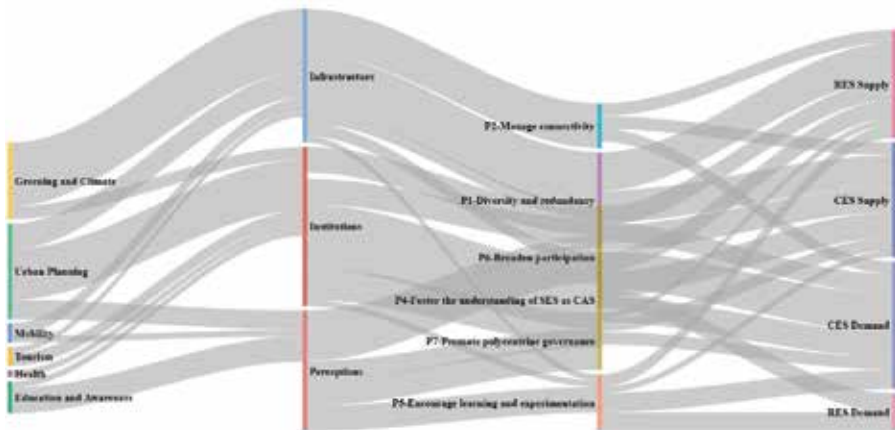 Greening and Climate
Urban Planning
Mobility
Tourism
Health
Education and Awareness
Infrastructure
Institutions
Perceptions
P2-Manage connectivity
P1-Diversity and redundancy
P6-Broaden participation
P4-Foster the understanding of SES as CAS
P7-Promote polycentric governance
P5-Encourage learning and experimentation
RES Supply
CES Supply
CES Demand
RES Demand